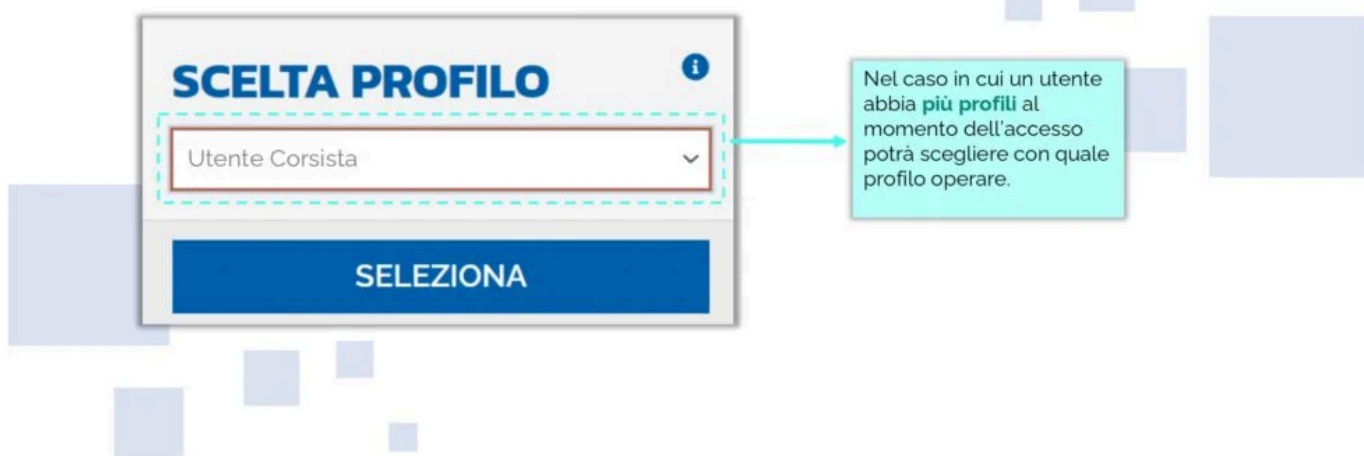 SCELTA PROFILO
Utente Corsista
SELEZIONA
Nel caso in cui un utente
abbia più profili al
momento dell'accesso
potrà scegliere con quale
profilo operare.